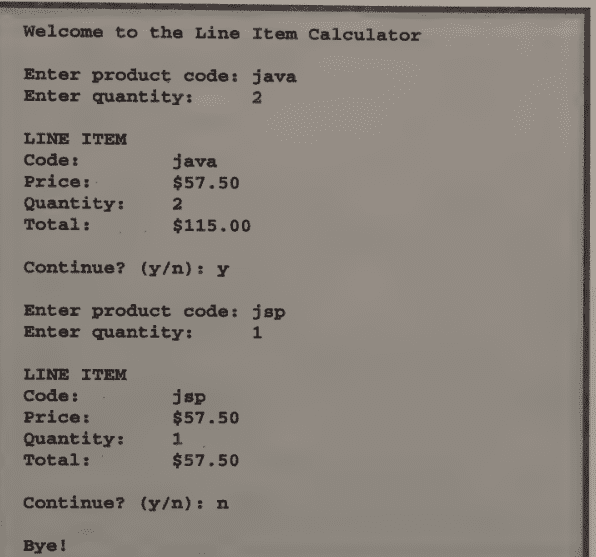 Welcome to the Line Item Calculator
Enter product code: java
Enter quantity: 2
LINE ITEM
Code: java
Price: $57.50
Quantity: 2
Total: $115.00
Continue? (y/n): y
Enter product code: jsp
Enter quantity: 1
LINE ITEM
Code: jsp
Price: $57.50
Quantity: 1
Total: $57.50
Continue? (y/n): n
Bye!